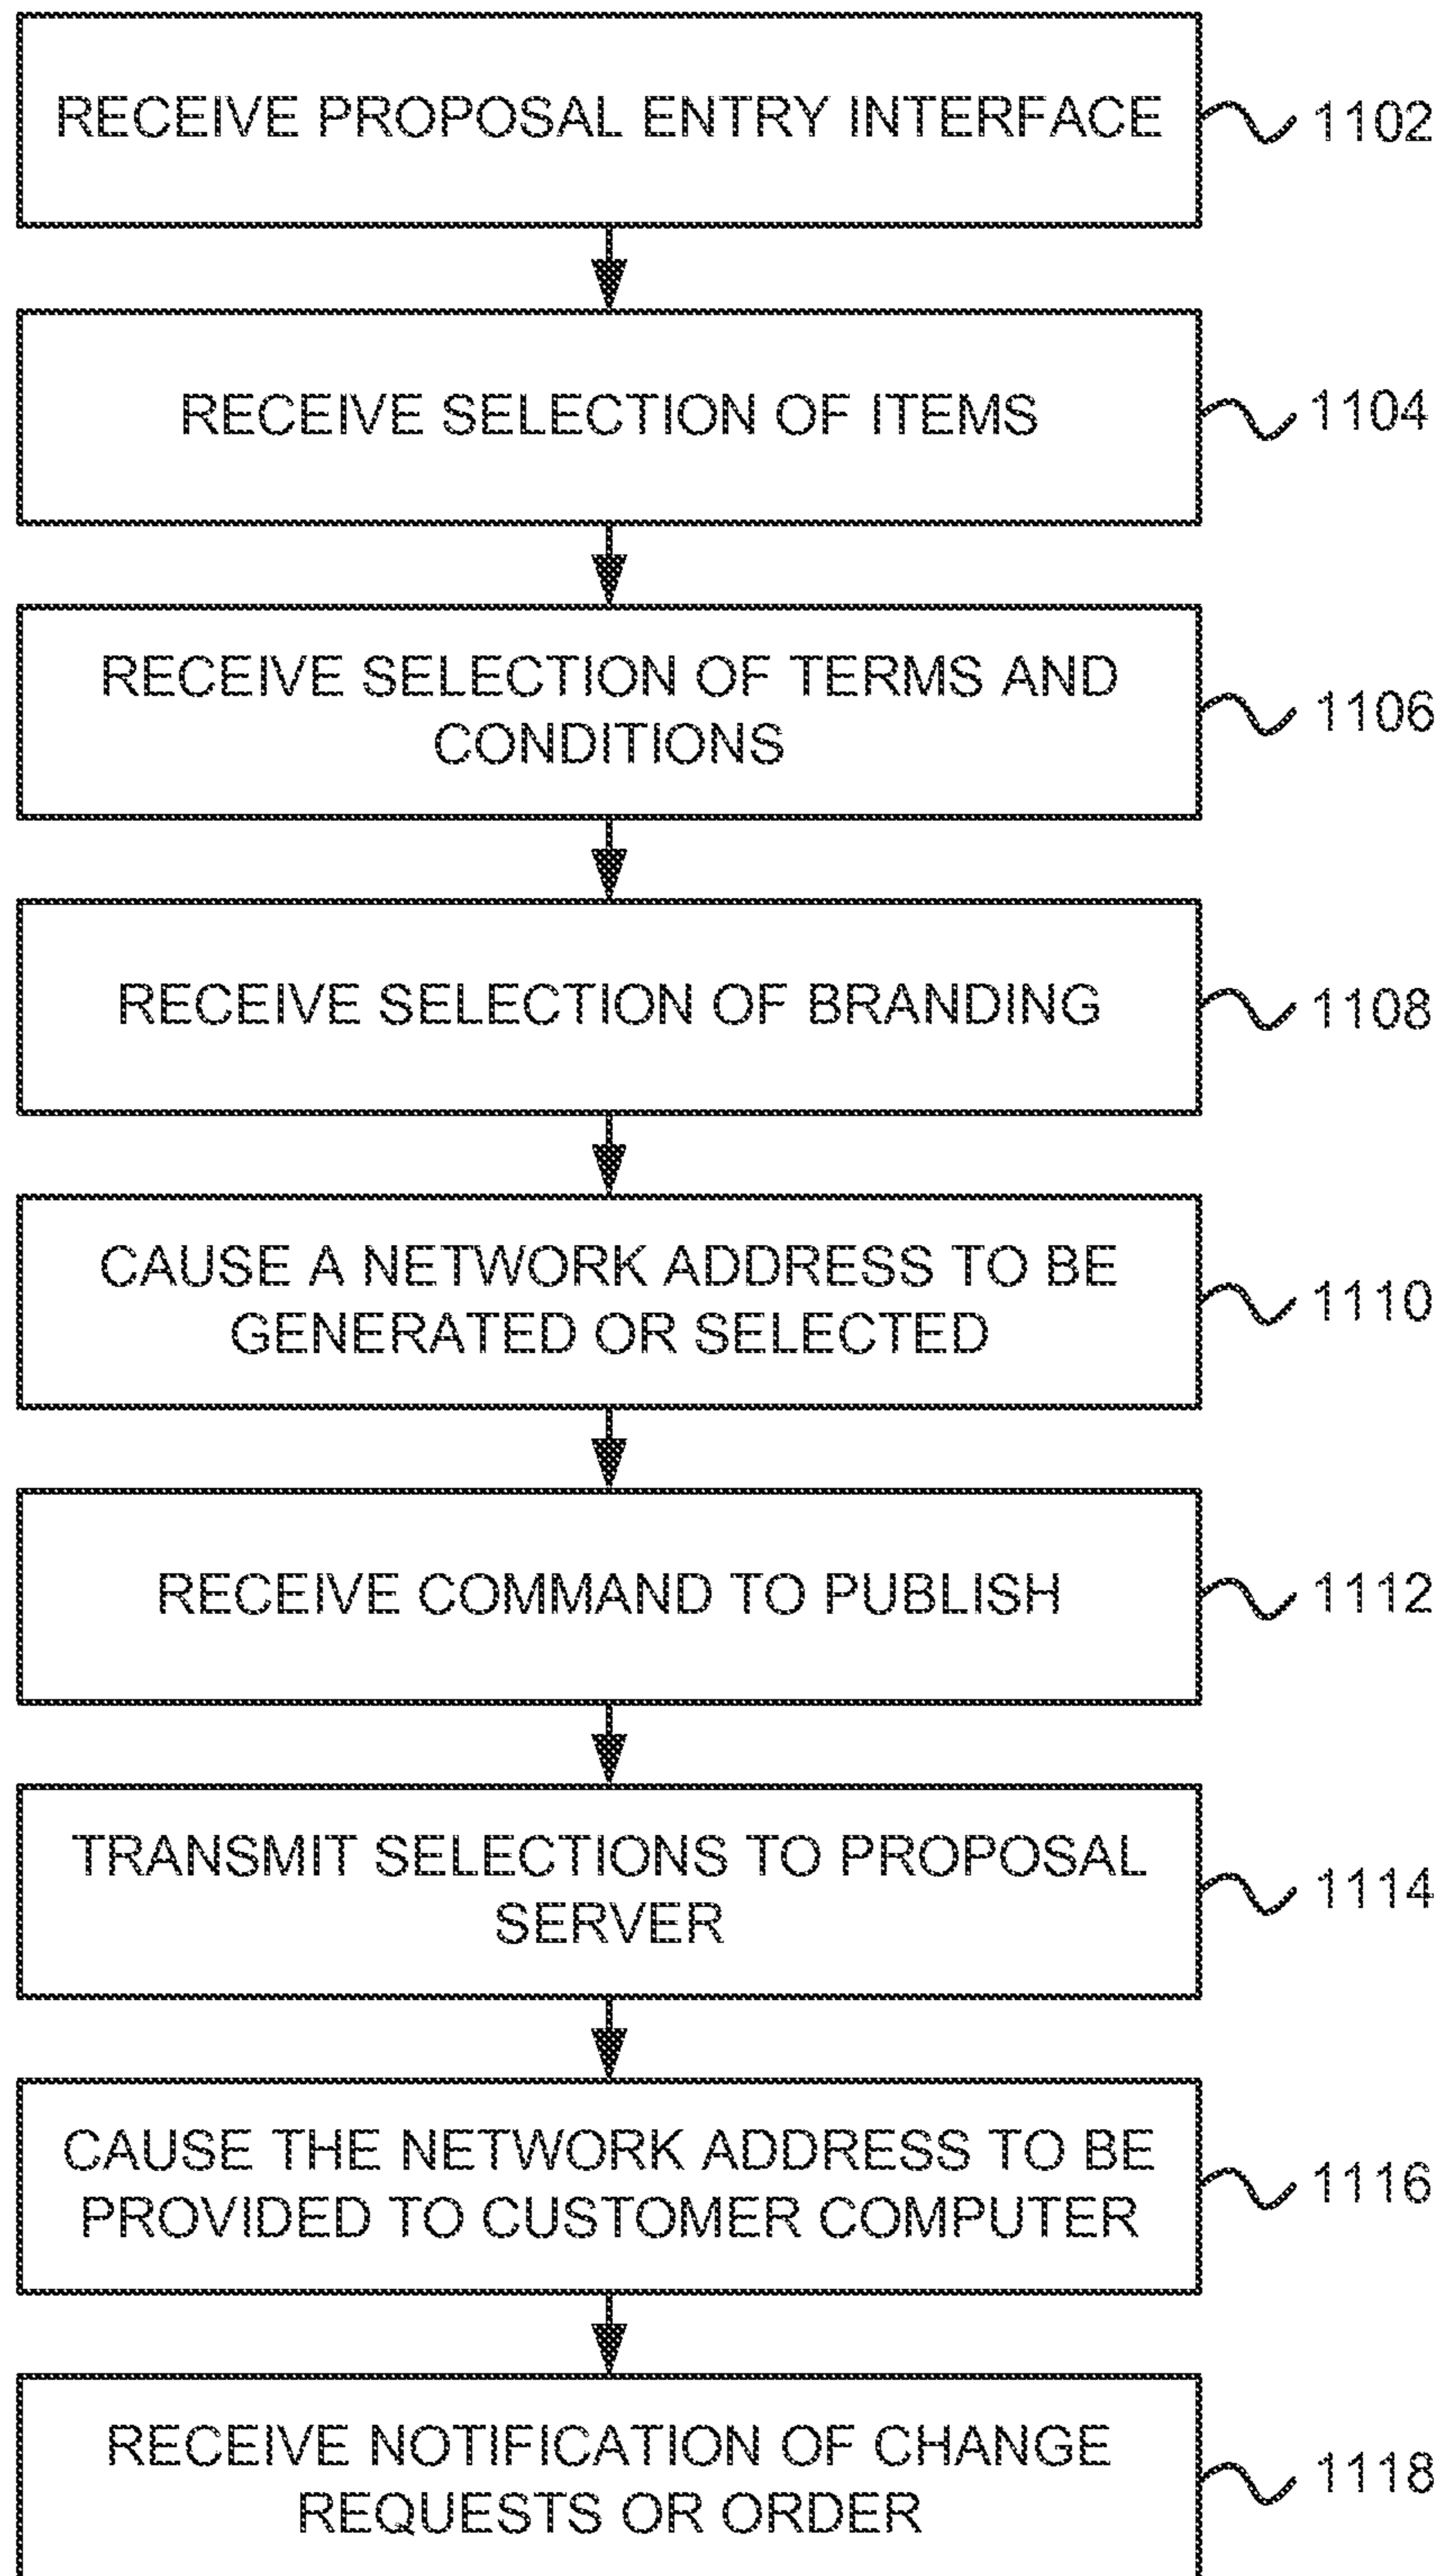 RECEIVE PROPOSAL ENTRY INTERFACE
1102
RECEIVE SELECTION OF ITEMS
1104
RECEIVE SELECTION OF TERMS AND
CONDITIONS
1106
RECEIVE SELECTION OF BRANDING
1108
CAUSE A NETWORK ADDRESS TO BE
GENERATED OR SELECTED
1110
RECEIVE COMMAND TO PUBLISH
1112
TRANSMIT SELECTIONS TO PROPOSAL
SERVER
1114
CAUSE THE NETWORK ADDRESS TO BE
PROVIDED TO CUSTOMER COMPUTER
1116
RECEIVE NOTIFICATION OF CHANGE
REQUESTS OR ORDER
1118